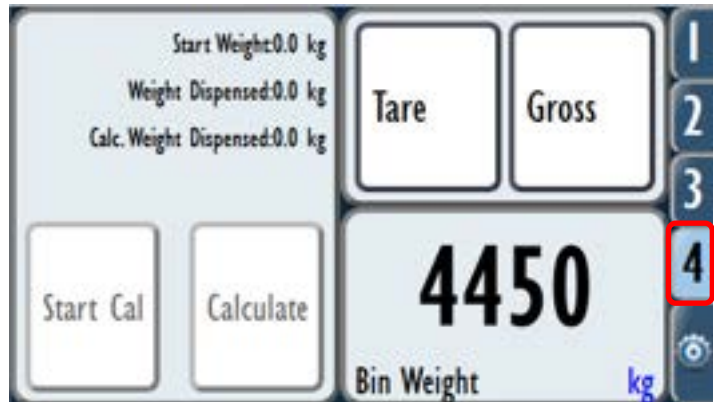 Start Weight:0.0 kg
Weight Dispensed:0.0 kg
Calc. Weight Dispensed:0.0 kg
Start Cal
Calculate
Tare
Gross
4450
Bin Weight
kg
1
2
3
4